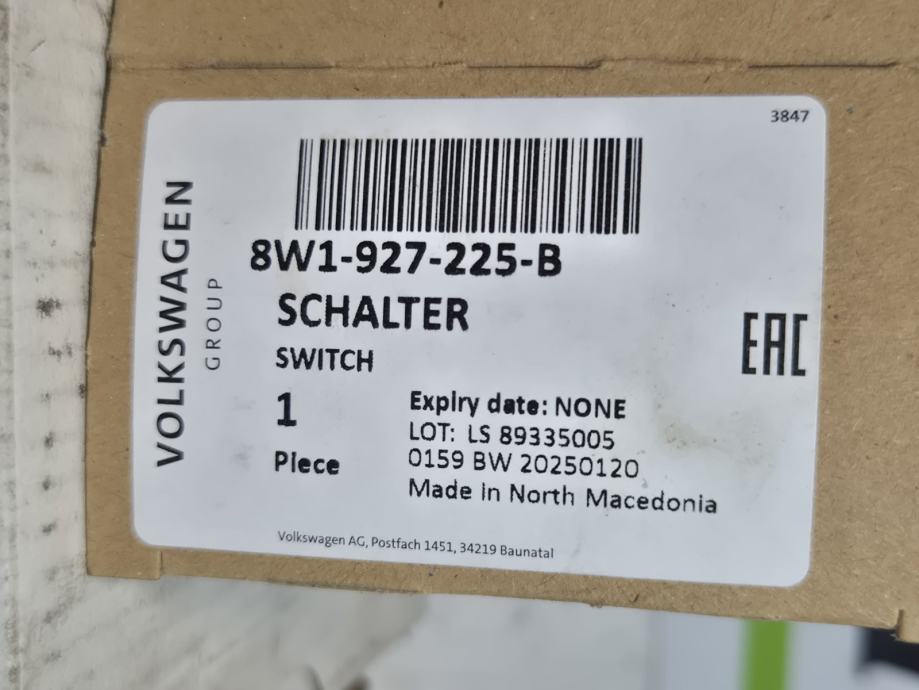 3847
VOLKSWAGEN
GROUP
8W1-927-225-B
SCHALTER
SWITCH
1
Piece
EAC
Expiry date: NONE
LOT: LS 89335005
0159 BW 20250120
Made in North Macedonia
Volkswagen AG, Postfach 1451, 34219 Baunatal